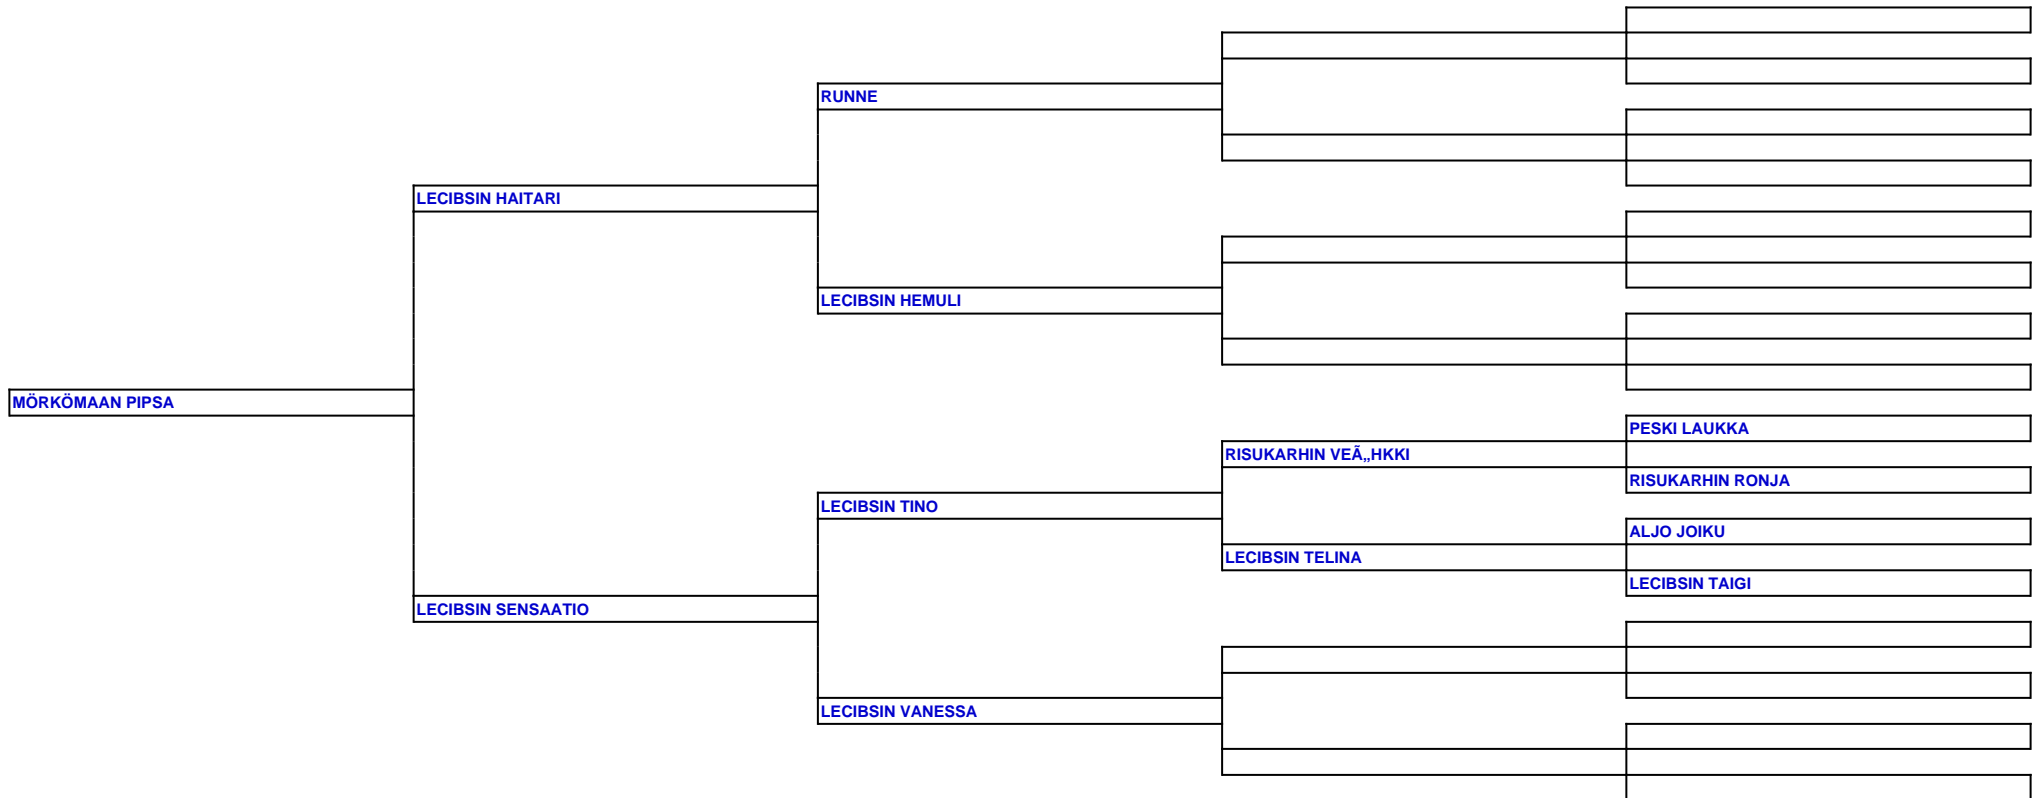 RUNNE
LECIBSIN HAITARI
LECIBSIN HEMULI
MÖRKÖMAAN PIPSA
PESKI LAUKKA
RISUKARHIN VEÃ„HKKI
RISUKARHIN RONJA
LECIBSIN TINO
ALJO JOIKU
LECIBSIN TELINA
LECIBSIN TAIGI
LECIBSIN SENSAATIO
LECIBSIN VANESSA